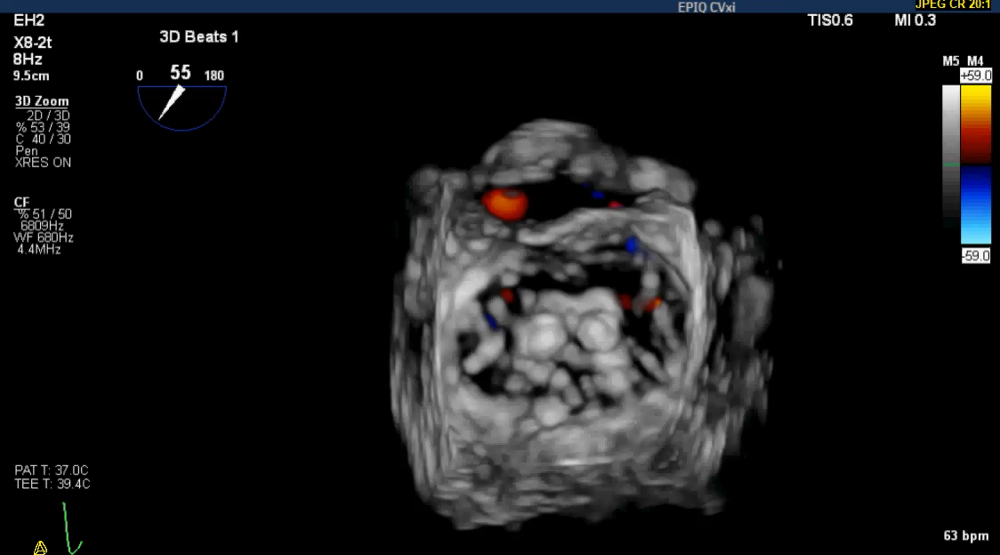 EPIQ CVxi
JPEG CR 20:1
EH2
X8-2t
8Hz
9.5cm
TIS0.6 MI 0.3
3D Beats 1
0 55 180
3D Zoom
2D / 3D
% 53 / 39
C 40 / 30
Pen
XRES ON
CF
% 51 / 50
6809Hz
WF 680Hz
4.4MHz
M5 M4
+59.0
-59.0
PAT T: 37.0C
TEE T: 39.4C
63 bpm